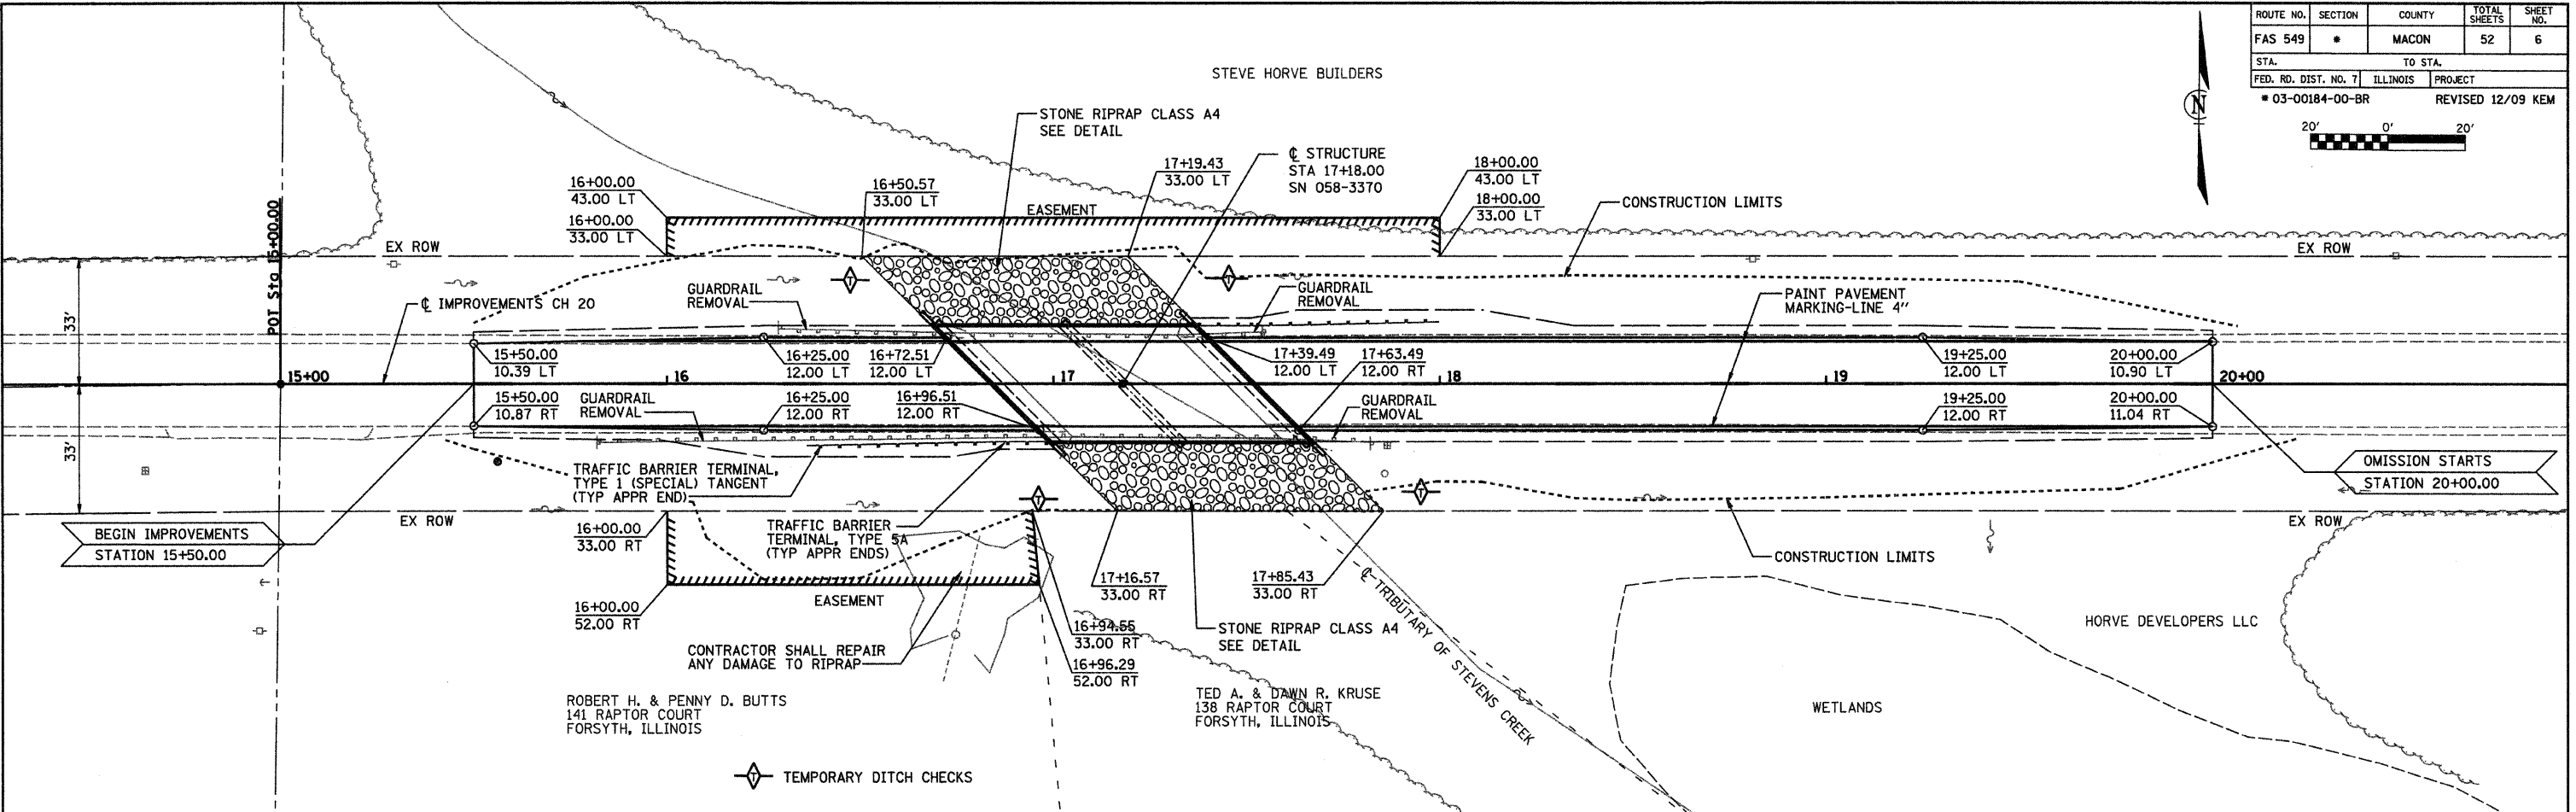 ROUTE NO. SECTION COUNTY TOTAL SHEETS SHEET NO.
FAS 549 * MACON 52 6
STA. TO STA.
FED. RD. DIST. NO. 7 ILLINOIS PROJECT
* 03-00184-00-BR REVISED 12/09 KEM
20' 0' 20'
N
STEVE HORVE BUILDERS
STONE RIPRAP CLASS A4
SEE DETAIL
℄ STRUCTURE
STA 17+18.00
SN 058-3370
16+00.00
43.00 LT
16+00.00
33.00 LT
16+50.57
33.00 LT
17+19.43
33.00 LT
18+00.00
43.00 LT
18+00.00
33.00 LT
EASEMENT
CONSTRUCTION LIMITS
EX ROW
EX ROW
POT Sta 15+00.00
33'
33'
℄ IMPROVEMENTS CH 20
GUARDRAIL
REMOVAL
T
T
GUARDRAIL
REMOVAL
PAINT PAVEMENT
MARKING-LINE 4"
15+50.00
10.39 LT
16+25.00
12.00 LT
16+72.51
12.00 LT
17+39.49
12.00 LT
17+63.49
12.00 RT
19+25.00
12.00 LT
20+00.00
10.90 LT
15+00
16
17
18
19
20+00
15+50.00
10.87 RT
GUARDRAIL
REMOVAL
16+25.00
12.00 RT
16+96.51
12.00 RT
GUARDRAIL
REMOVAL
19+25.00
12.00 RT
20+00.00
11.04 RT
TRAFFIC BARRIER TERMINAL,
TYPE 1 (SPECIAL) TANGENT
(TYP APPR END)
T
T
OMISSION STARTS
STATION 20+00.00
EX ROW
EX ROW
BEGIN IMPROVEMENTS
STATION 15+50.00
16+00.00
33.00 RT
TRAFFIC BARRIER
TERMINAL, TYPE 5A
(TYP APPR ENDS)
CONSTRUCTION LIMITS
17+16.57
33.00 RT
17+85.43
33.00 RT
16+00.00
52.00 RT
EASEMENT
16+94.55
33.00 RT
16+96.29
52.00 RT
STONE RIPRAP CLASS A4
SEE DETAIL
℄ TRIBUTARY OF STEVENS CREEK
HORVE DEVELOPERS LLC
CONTRACTOR SHALL REPAIR
ANY DAMAGE TO RIPRAP
ROBERT H. & PENNY D. BUTTS
141 RAPTOR COURT
FORSYTH, ILLINOIS
TED A. & DAWN R. KRUSE
138 RAPTOR COURT
FORSYTH, ILLINOIS
WETLANDS
T TEMPORARY DITCH CHECKS